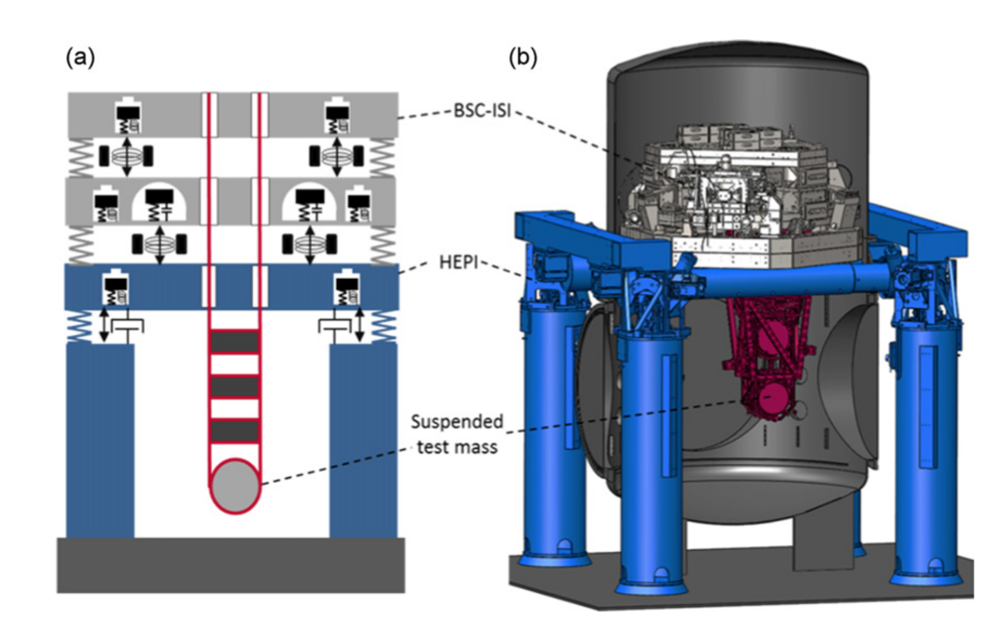 (a)
(b)
BSC-ISI
HEPI
Suspended
test mass